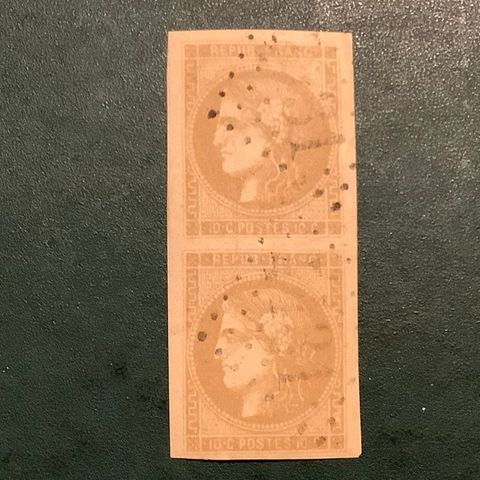 REPUB · FRANC
10 · C POSTES 10 · C
REPUB · FRANC
10 · C POSTES 10 · C